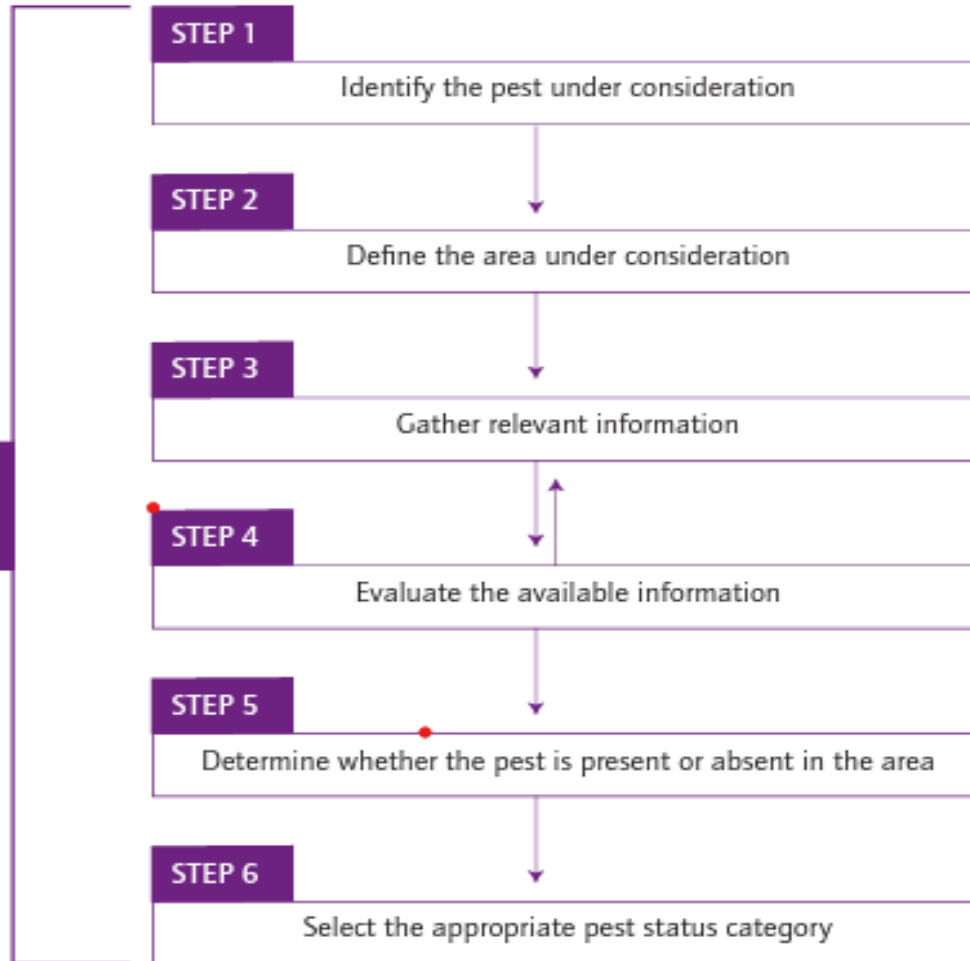 STEP 1
Identify the pest under consideration
STEP 2
Define the area under consideration
STEP 3
Gather relevant information
STEP 4
Evaluate the available information
STEP 5
Determine whether the pest is present or absent in the area
STEP 6
Select the appropriate pest status category